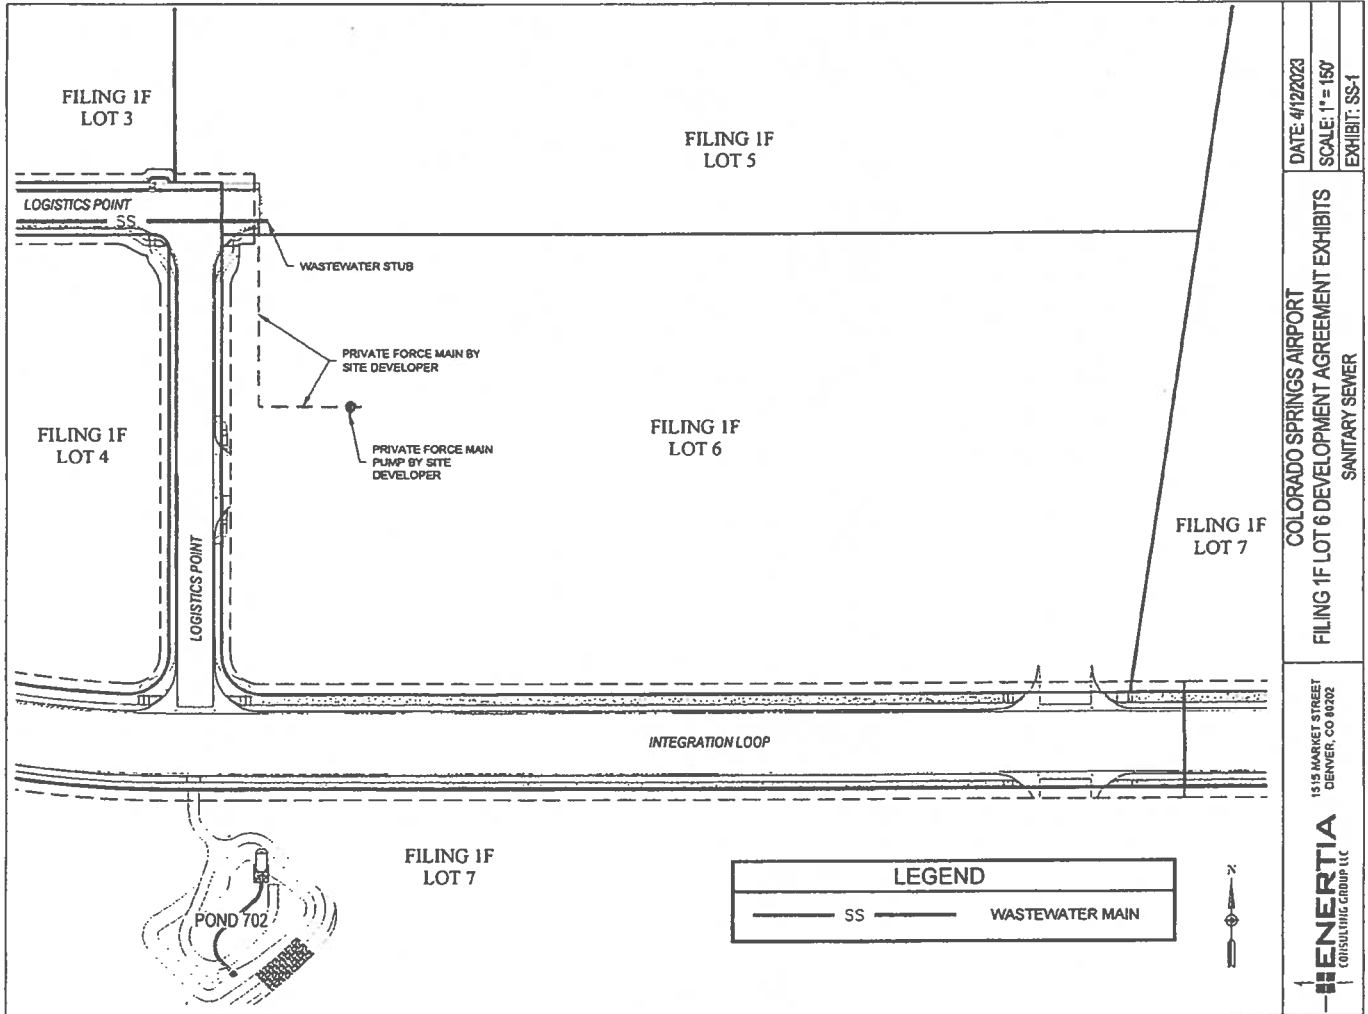 FILING 1F
LOT 3
FILING 1F
LOT 5
LOGISTICS POINT
SS
WASTEWATER STUB
PRIVATE FORCE MAIN BY
SITE DEVELOPER
FILING 1F
LOT 4
FILING 1F
LOT 6
PRIVATE FORCE MAIN
PUMP BY SITE
DEVELOPER
FILING 1F
LOT 7
LOGISTICS POINT
INTEGRATION LOOP
FILING 1F
LOT 7
POND 702
LEGEND
SS
WASTEWATER MAIN
N
DATE: 4/12/2023
SCALE: 1" = 150'
EXHIBIT: SS-1
COLORADO SPRINGS AIRPORT
FILING 1F LOT 6 DEVELOPMENT AGREEMENT EXHIBITS
SANITARY SEWER
1515 MARKET STREET
DENVER, CO 80202
ENERTIA
CONSULTING GROUP LLC